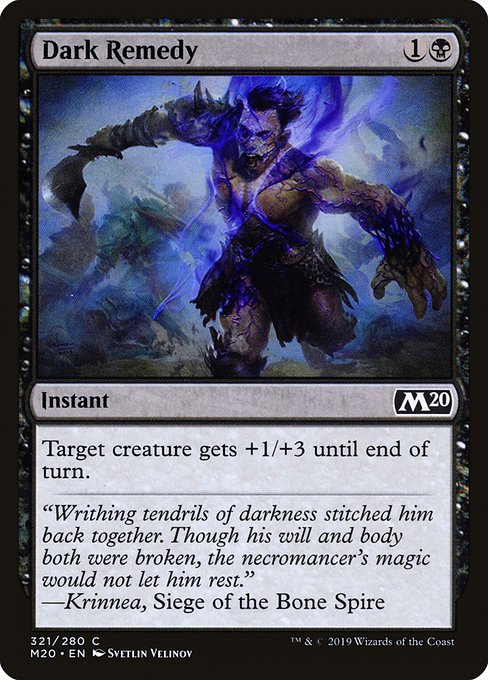 Dark Remedy 1
Instant M20
Target creature gets +1/+3 until end of
turn.
“Writhing tendrils of darkness stitched him
back together. Though his will and body
both were broken, the necromancer’s magic
would not let him rest.”
—Krinnea, Siege of the Bone Spire
321/280 C ™ & © 2019 Wizards of the Coast
M20 • EN Svetlin Velinov